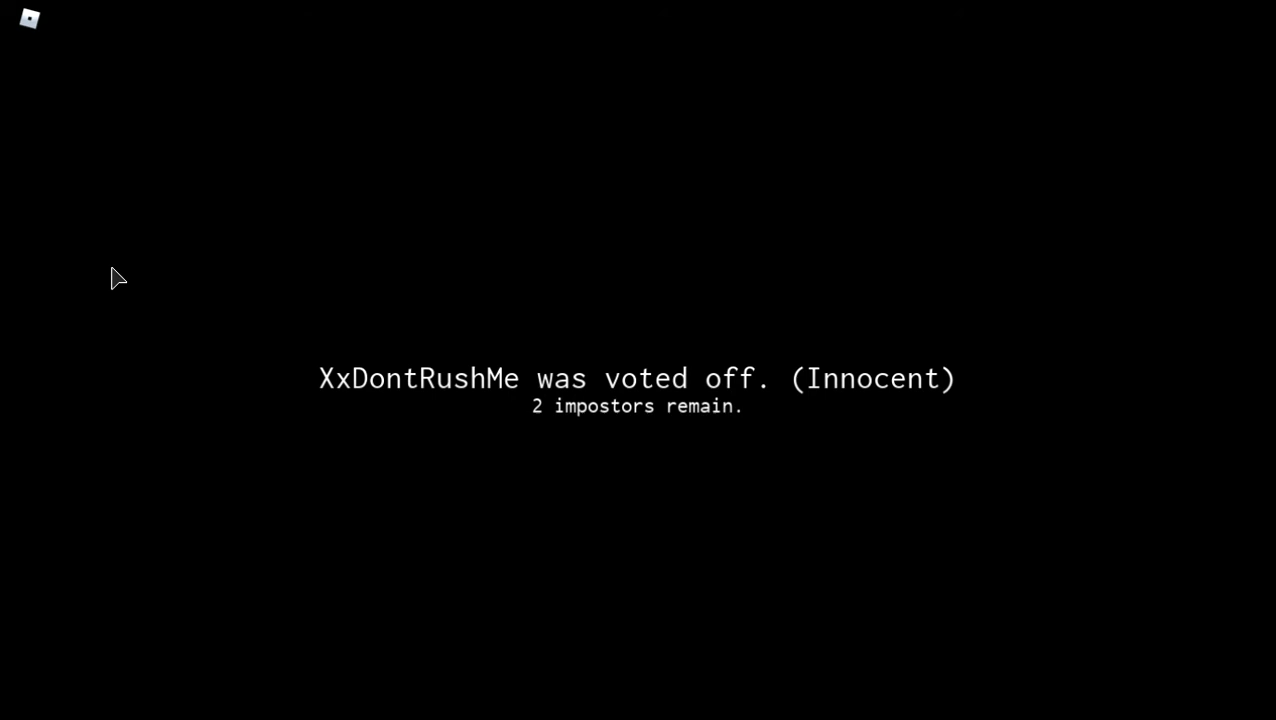 XxDontRushMe was voted off. (Innocent)
2 impostors remain.